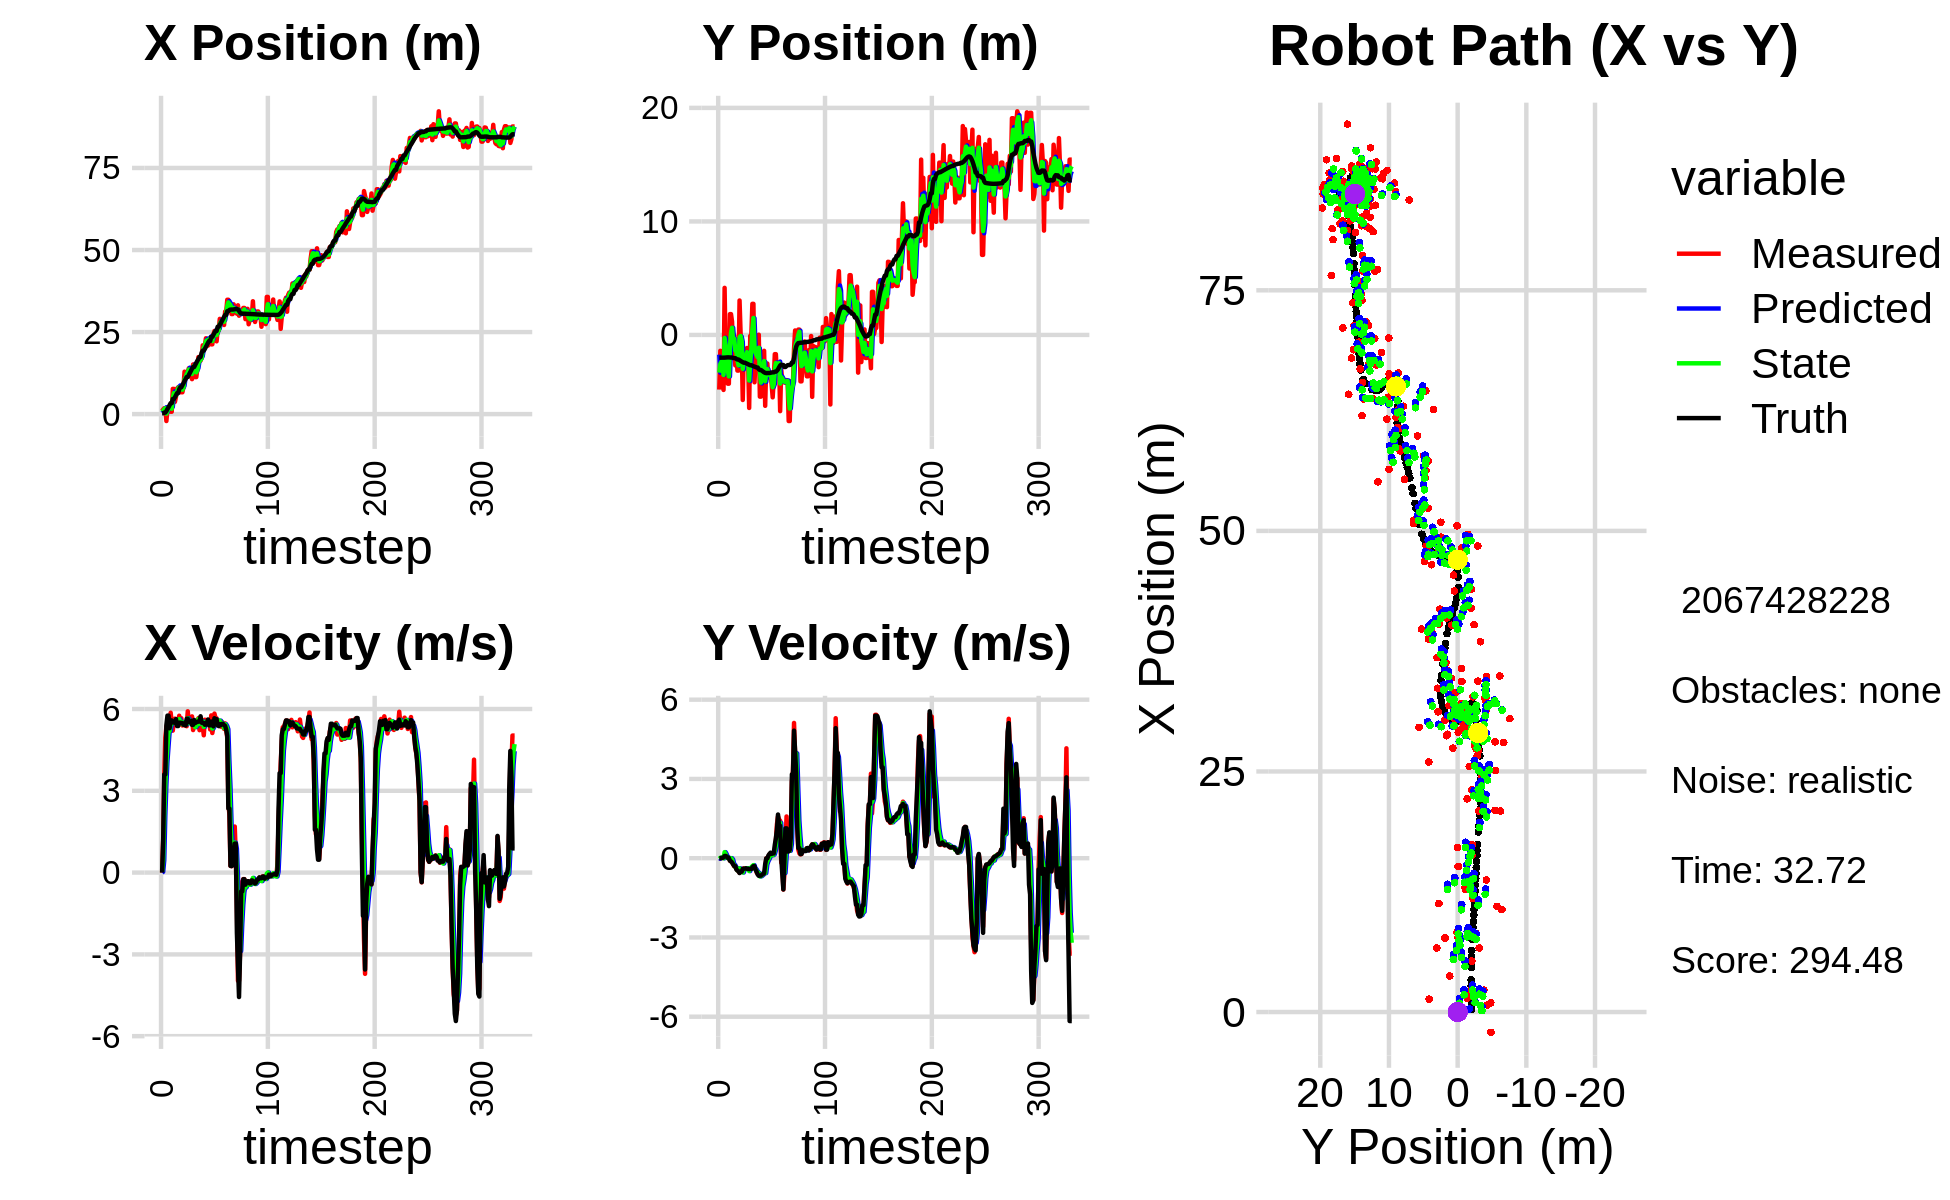 X Position (m)
75
50
25
0
0
100
200
300
timestep
Y Position (m)
20
10
0
0
100
200
300
timestep
X Velocity (m/s)
6
3
0
-3
-6
0
100
200
300
timestep
Y Velocity (m/s)
6
3
0
-3
-6
0
100
200
300
timestep
Robot Path (X vs Y)
X Position (m)
75
50
25
0
20 10 0 -10 -20
Y Position (m)
variable
Measured
Predicted
State
Truth
2067428228
Obstacles: none
Noise: realistic
Time: 32.72
Score: 294.48